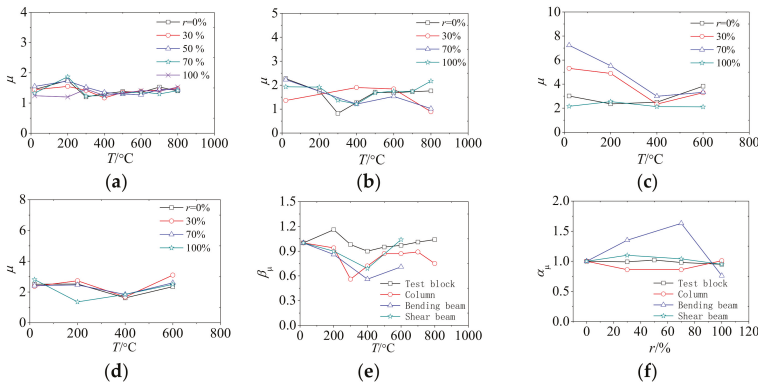 4
3
2
1
0
μ
r=0%
30 %
50 %
70 %
100 %
0 200 400 600 800 1000
T/°C
(a)
5
4
3
2
1
0
μ
r=0%
30%
70%
100%
0 200 400 600 800 1000
T/°C
(b)
10
8
6
4
2
0
μ
r=0%
30%
70%
100%
0 200 400 600 800
T/°C
(c)
8
6
4
2
0
μ
r=0%
30%
70%
100%
0 200 400 600 800
T/°C
(d)
1.5
1.2
0.9
0.6
0.3
0.0
βμ
Test block
Column
Bending beam
Shear beam
0 200 400 600 800 1000
T/°C
(e)
2.0
1.5
1.0
0.5
0.0
αμ
Test block
Column
Bending beam
Shear beam
0 20 40 60 80 100 120
r/%
(f)